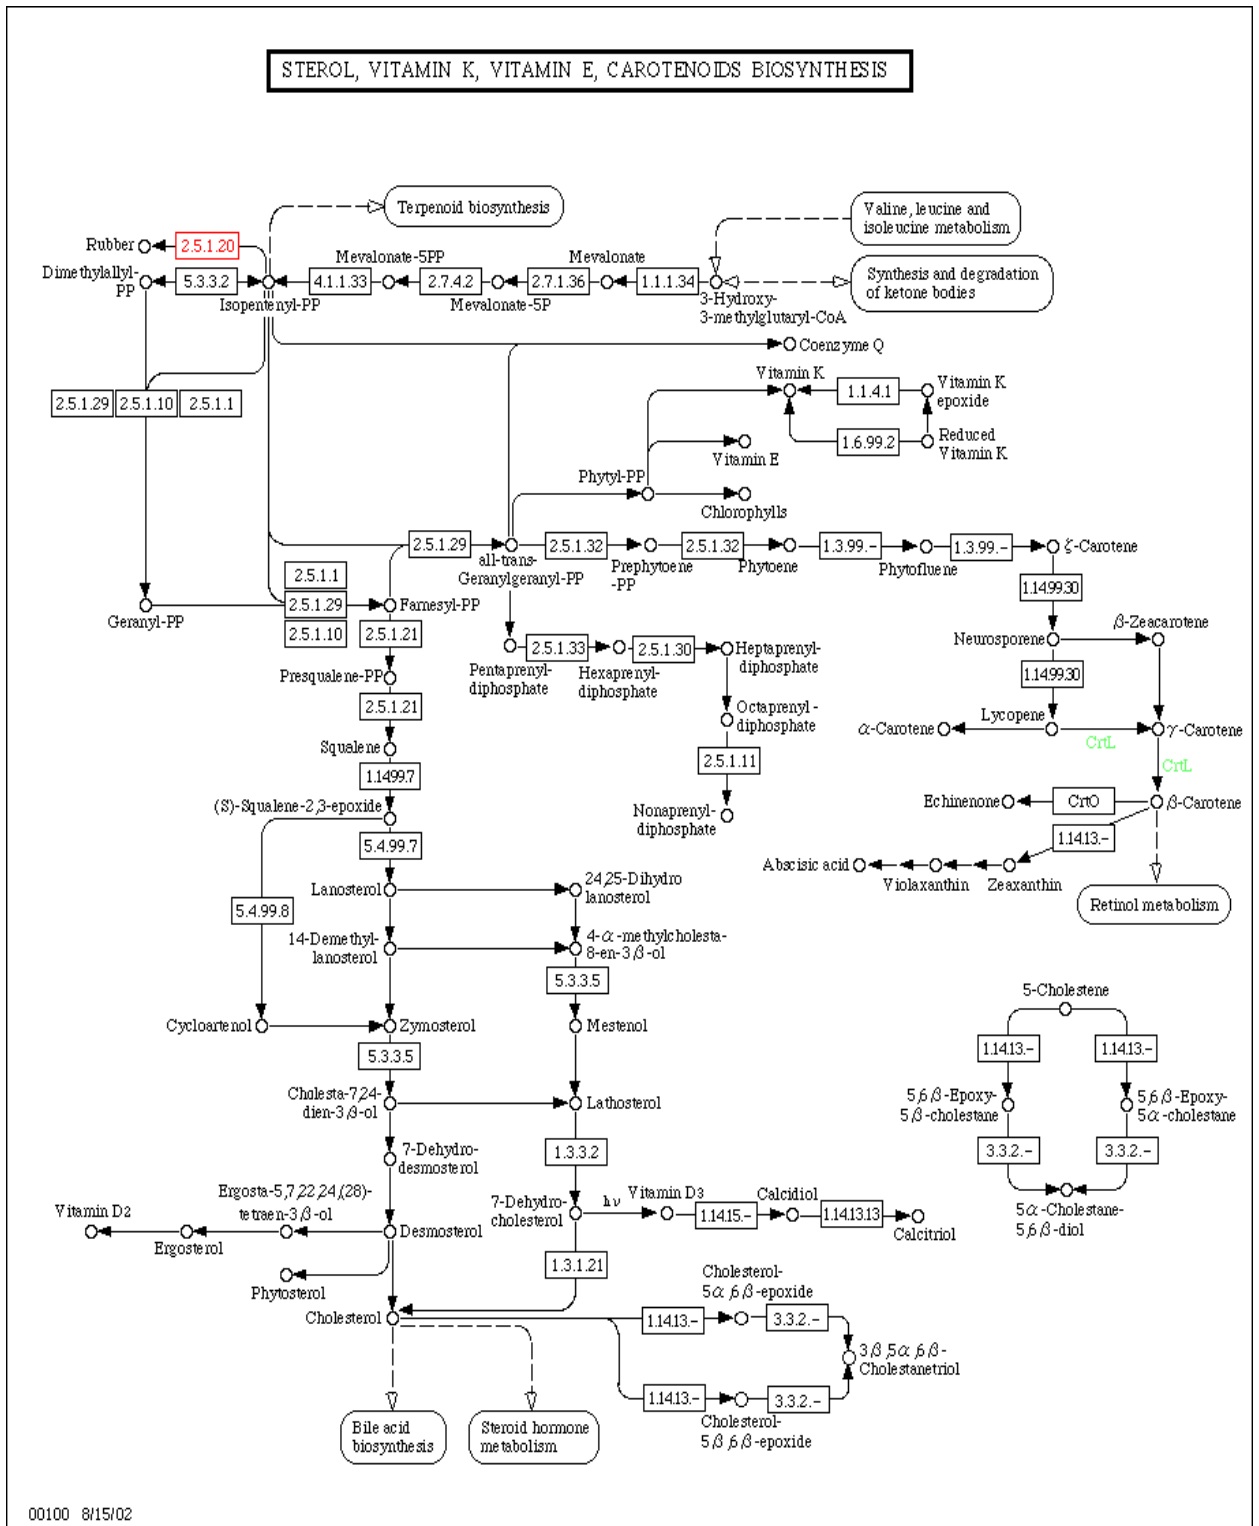 STEROL, VITAMIN K, VITAMIN E, CAROTENOIDS BIOSYNTHESIS
Terpenoid biosynthesis
Valine, leucine and
isoleucine metabolism
Rubber
2.5.1.20
Mevalonate-5PP
Mevalonate
Synthesis and degradation
of ketone bodies
Dimethylallyl-
PP
5.3.3.2
4.1.1.33
2.7.4.2
2.7.1.36
1.1.1.34
Isopentenyl-PP
Mevalonate-5P
3-Hydroxy-
3-methylglutaryl-CoA
Coenzyme Q
Vitamin K
1.1.4.1
Vitamin K
epoxide
2.5.1.29
2.5.1.10
2.5.1.1
1.6.99.2
Reduced
Vitamin K
Vitamin E
Phytyl-PP
Chlorophylls
2.5.1.29
2.5.1.32
2.5.1.32
1.3.99.-
1.3.99.-
ζ-Carotene
all-trans-
Geranylgeranyl-PP
Prephytoene
-PP
Phytoene
Phytofluene
2.5.1.1
1.14.99.30
2.5.1.29
Farnesyl-PP
Geranyl-PP
2.5.1.10
2.5.1.21
β-Zeacarotene
Neurosporene
2.5.1.33
2.5.1.30
Heptaprenyl-
diphosphate
Pentaprenyl-
diphosphate
Hexaprenyl-
diphosphate
Presqualene-PP
1.14.99.30
2.5.1.21
Octaprenyl -
diphosphate
Lycopene
α-Carotene
γ-Carotene
CrtL
Squalene
2.5.1.11
CrtL
1.1499.7
(S)-Squalene-2,3-epoxide
Nonaprenyl-
diphosphate
Echinenone
CrtO
β-Carotene
5.4.99.7
1.14.13.-
Abscisic acid
Violaxanthin
Zeaxanthin
Lanosterol
24,25-Dihydro
lanosterol
Retinol metabolism
5.4.99.8
14-Demethyl-
lanosterol
4-α-methylcholesta-
8-en-3β-ol
5.3.3.5
5-Cholestene
Cycloartenol
Zymosterol
Mestenol
1.14.13.-
1.14.13.-
5.3.3.5
Cholesta-7,24-
dien-3β-ol
Lathosterol
5,6β-Epoxy-
5β-cholestane
5,6β-Epoxy-
5α-cholestane
7-Dehydro-
desmosterol
1.3.3.2
3.3.2.-
3.3.2.-
Ergosta-5,7,22,24,(28)-
tetraen-3β-ol
7-Dehydro-
cholesterol
hν
Vitamin D3
1.14.15.-
Calcidiol
1.14.13.13
Calcitriol
5α-Cholestane-
5,6β-diol
Vitamin D2
Ergosterol
Desmosterol
1.3.1.21
Phytosterol
Cholesterol-
5α,6β-epoxide
Cholesterol
1.14.13.-
3.3.2.-
3β,5α,6β-
Cholestanetriol
1.14.13.-
3.3.2.-
Cholesterol-
5β,6β-epoxide
Bile acid
biosynthesis
Steroid hormone
metabolism
00100 8/15/02